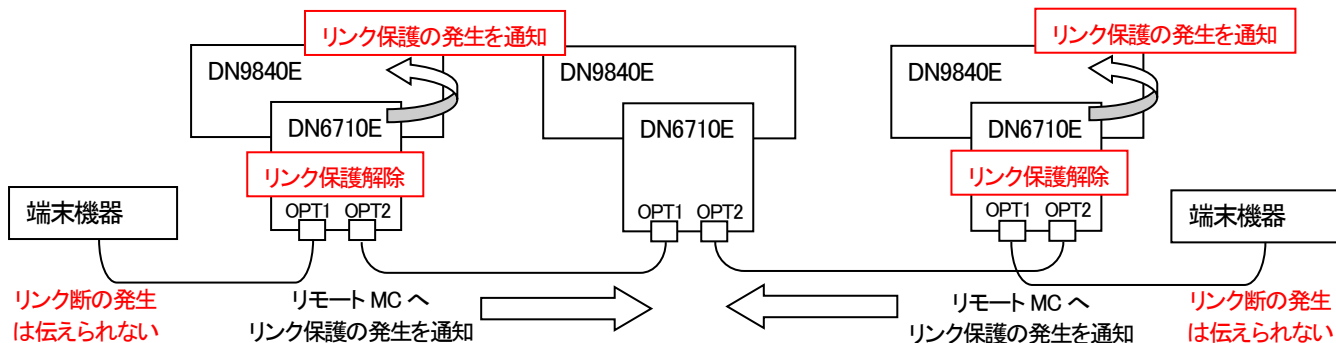 リンク保護の発生を通知
リンク保護の発生を通知
DN9840E
DN9840E
DN9840E
DN6710E
DN6710E
DN6710E
リンク保護解除
リンク保護解除
端末機器
OPT1 OPT2
OPT1 OPT2
OPT1 OPT2
端末機器
リンク断の発生
は伝えられない
リモート MC へ
リンク保護の発生を通知
リモート MC へ
リンク保護の発生を通知
リンク断の発生
は伝えられない